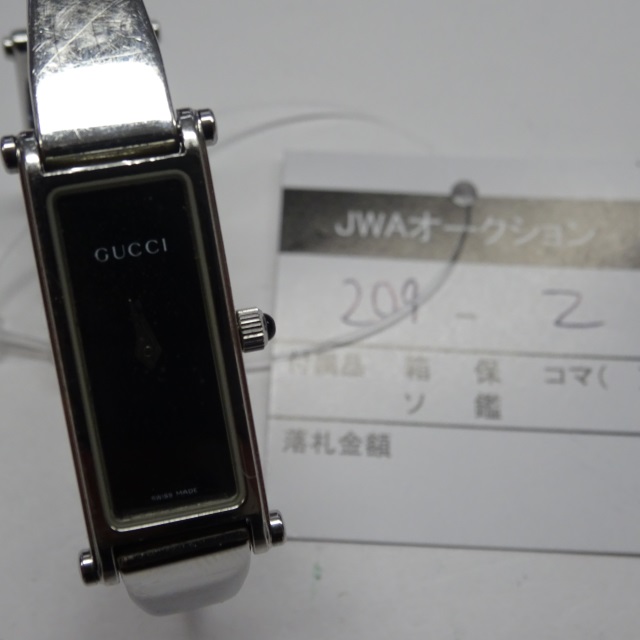 GUCCI
SWISS MADE
JWAオークション
209 - 2
付属品 箱 保 コマ(
ソ 鑑
落札金額